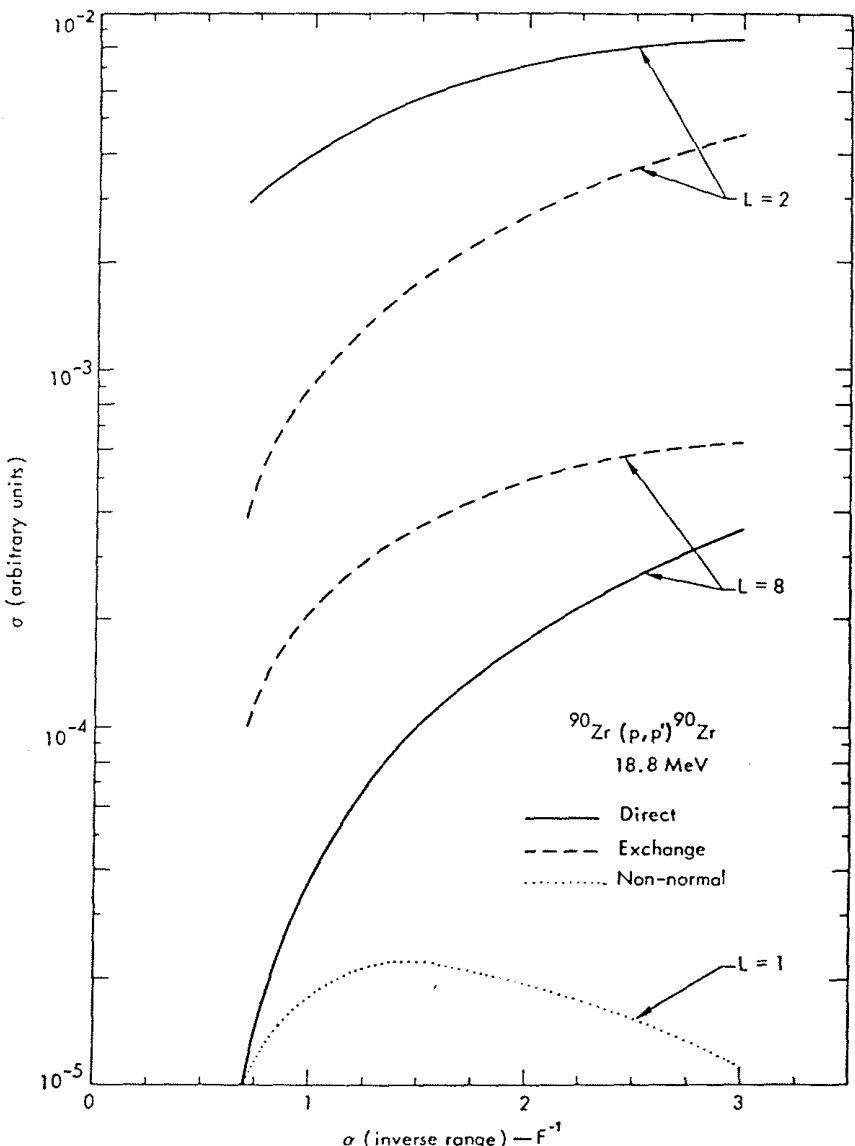 10⁻²
L = 2
10⁻³
σ (arbitrary units)
L = 8
10⁻⁴
⁹⁰Zr (p,p')⁹⁰Zr
18.8 MeV
Direct
Exchange
Non-normal
L = 1
10⁻⁵
0
1
2
3
α (inverse range) — F⁻¹